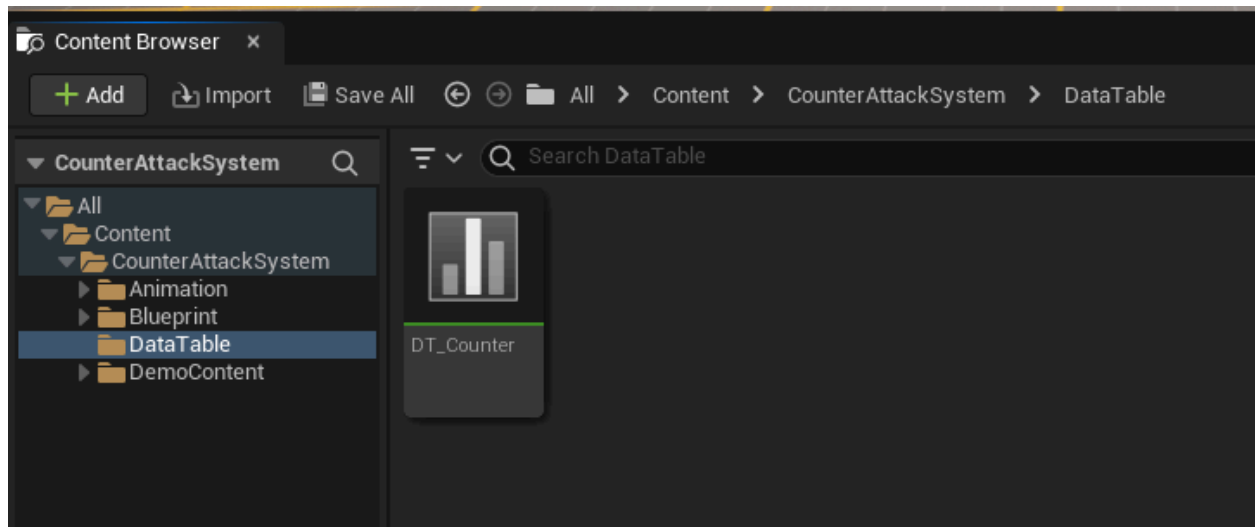 Content Browser ×
Add Import Save All All > Content > CounterAttackSystem > DataTable
CounterAttackSystem
Search DataTable
All
Content
CounterAttackSystem
Animation
Blueprint
DataTable
DemoContent
DT_Counter